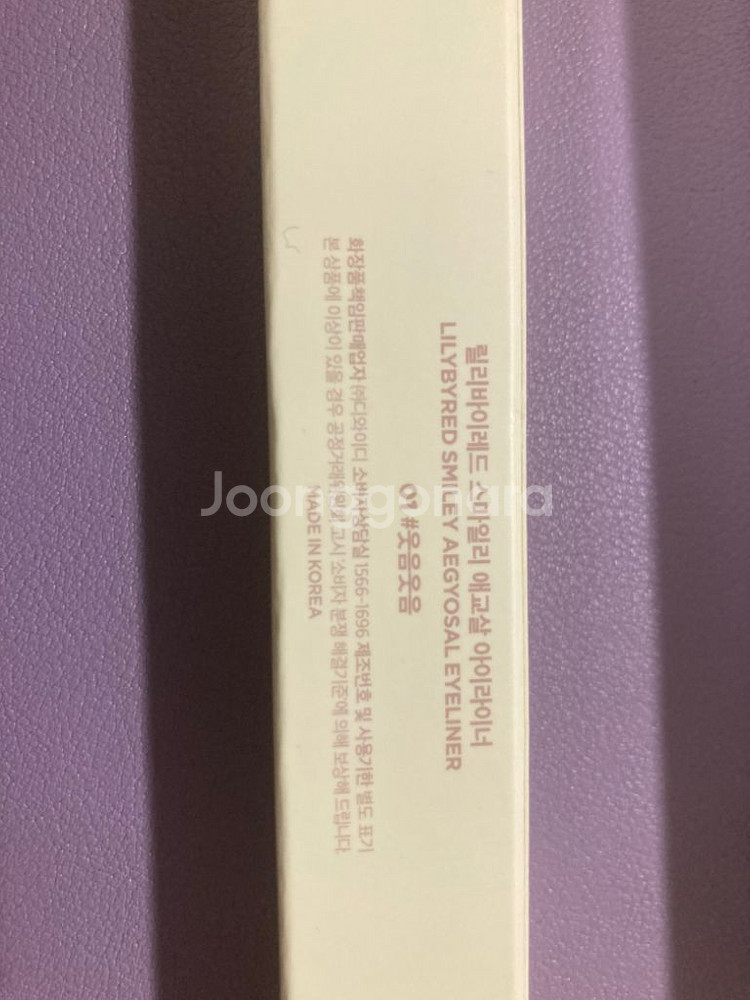 릴리바이레드 스마일리 애교살 아이라이너
LILYBYRED SMILEY AEGYOSAL EYELINER
01 #웃음웃음
화장품책임판매업자 ㈜디와이디 소비자상담실 1566-1696 제조번호 및 사용기한 별도 표기
본 상품에 이상이 있을 경우 공정거래위원회 고시 소비자 분쟁 해결기준에 의해 보상해 드립니다.
MADE IN KOREA
Joonggonara